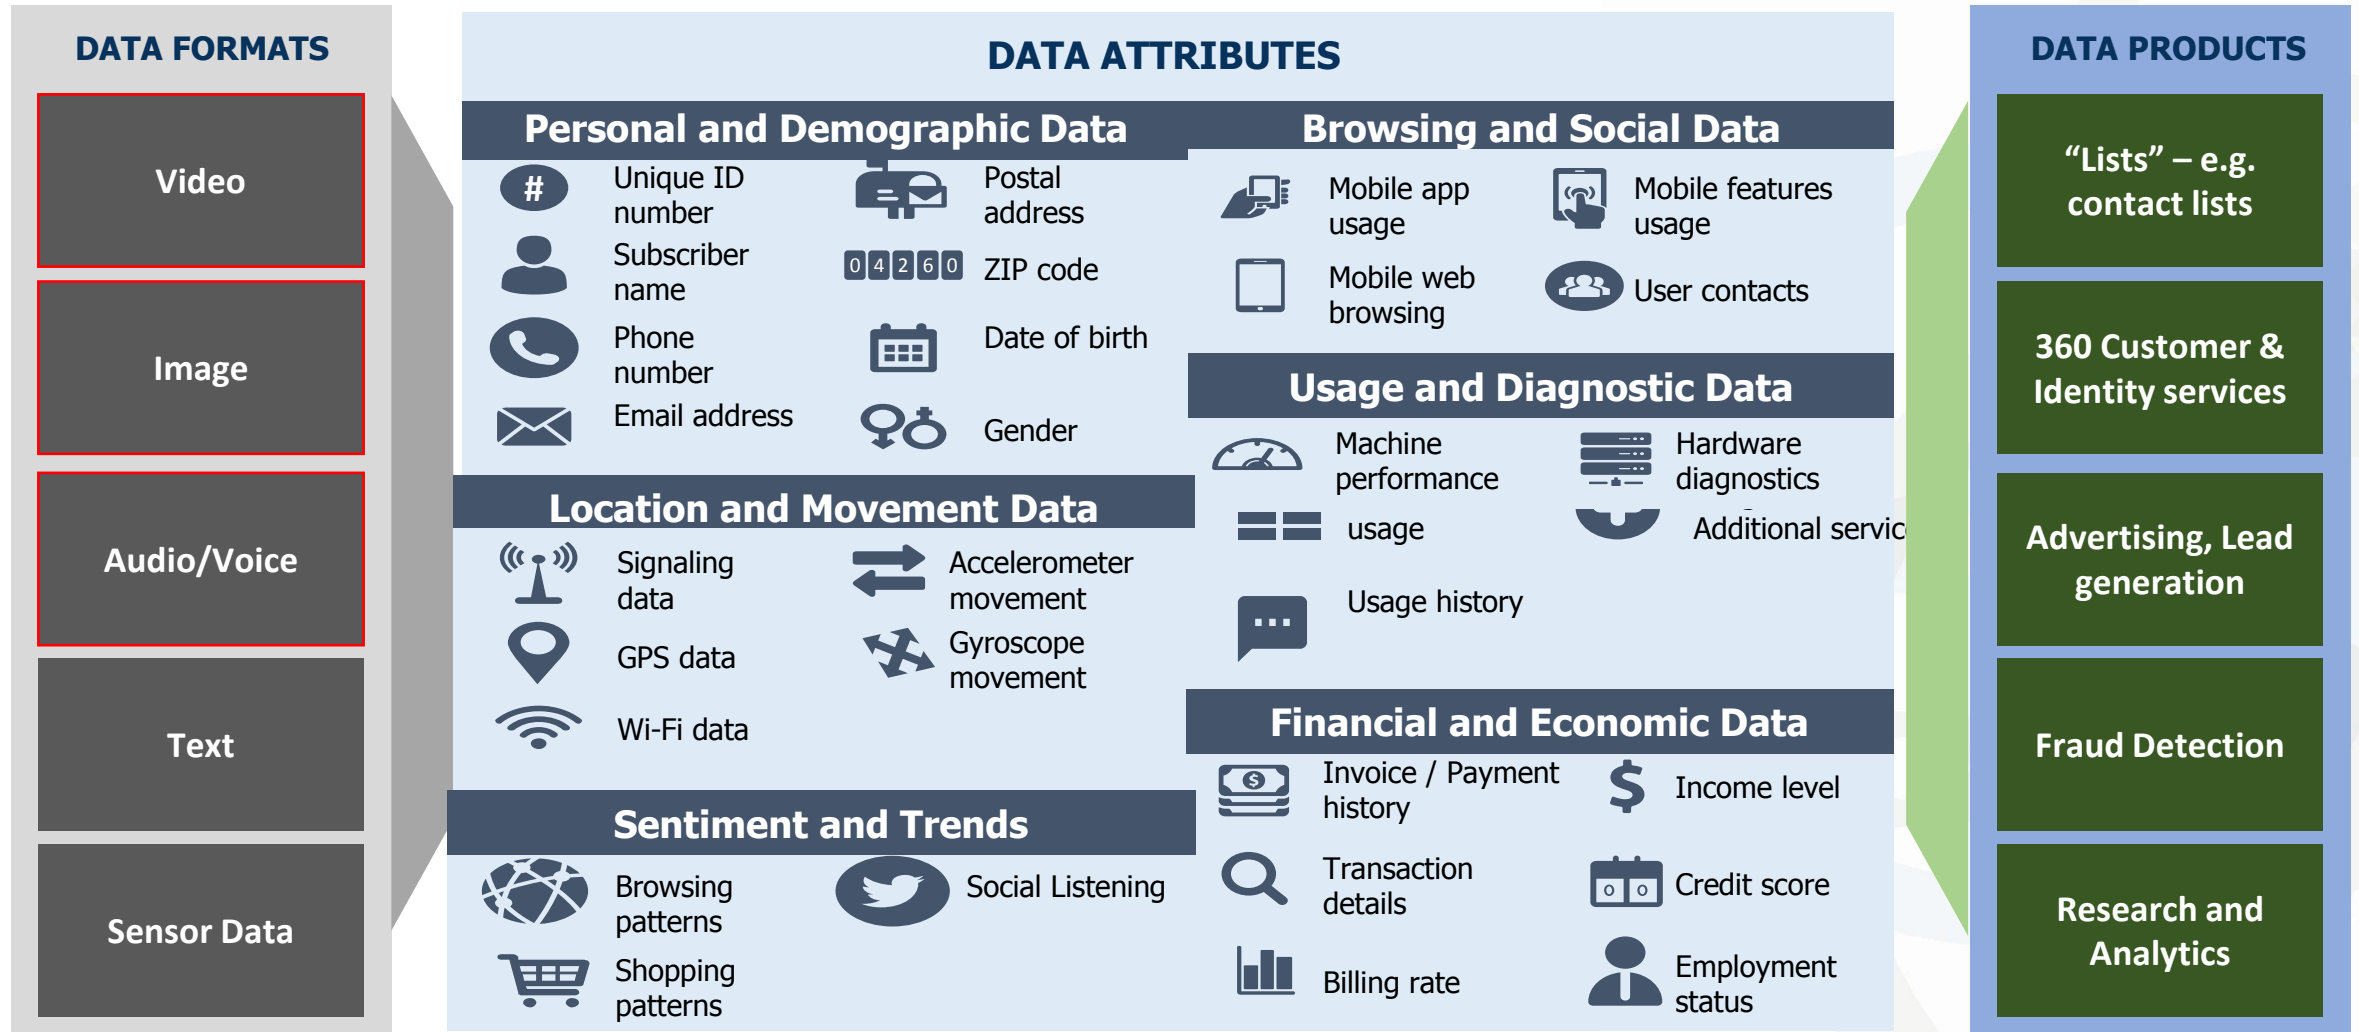 DATA FORMATS
Video
Image
Audio/Voice
Text
Sensor Data
DATA ATTRIBUTES
Personal and Demographic Data
#
Unique ID
number
Postal
address
Subscriber
name
0 4 2 6 0
ZIP code
Phone
number
Date of birth
Email address
Gender
Location and Movement Data
Signaling
data
Accelerometer
movement
GPS data
Gyroscope
movement
Wi-Fi data
Sentiment and Trends
Browsing
patterns
Social Listening
Shopping
patterns
Browsing and Social Data
Mobile app
usage
Mobile features
usage
Mobile web
browsing
User contacts
Usage and Diagnostic Data
Machine
performance
Hardware
diagnostics
usage
Additional servic
Usage history
Financial and Economic Data
$
Invoice / Payment
history
$
Income level
Transaction
details
0 0
Credit score
Billing rate
Employment
status
DATA PRODUCTS
“Lists” – e.g.
contact lists
360 Customer &
Identity services
Advertising, Lead
generation
Fraud Detection
Research and
Analytics